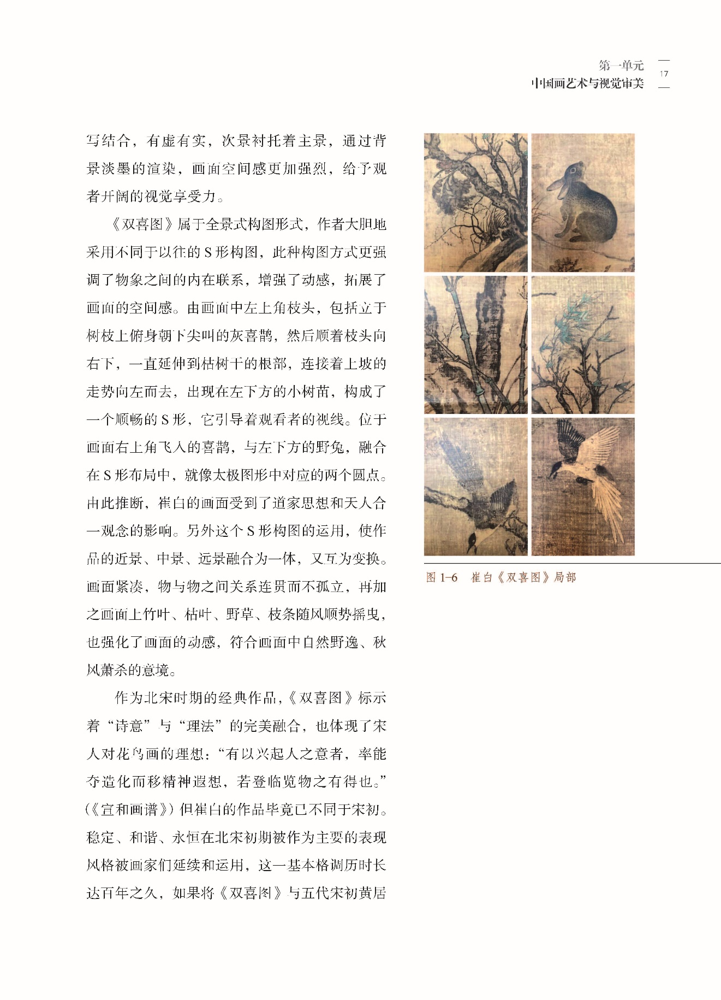 第一单元
17
中国画艺术与视觉审美
写结合，有虚有实，次景衬托着主景，通过背
景淡墨的渲染，画面空间感更加强烈，给予观
者开阔的视觉享受力。
《双喜图》属于全景式构图形式，作者大胆地
采用不同于以往的 S 形构图，此种构图方式更强
调了物象之间的内在联系，增强了动感，拓展了
画面的空间感。由画面中左上角枝头，包括立于
树枝上俯身朝下尖叫的灰喜鹊，然后顺着枝头向
右下，一直延伸到枯树干的根部，连接着土坡的
走势向左而去，出现在左下方的小树苗，构成了
一个顺畅的 S 形，它引导着观看者的视线。位于
画面右上角飞入的喜鹊，与左下方的野兔，融合
在 S 形布局中，就像太极图形中对应的两个圆点。
由此推断，崔白的画面受到了道家思想和天人合
一观念的影响。另外这个 S 形构图的运用，使作
品的近景、中景、远景融合为一体，又互为变换。
画面紧凑，物与物之间关系连贯而不孤立，再加
之画面上竹叶、枯叶、野草、枝条随风顺势摇曳，
也强化了画面的动感，符合画面中自然野逸、秋
风萧杀的意境。
作为北宋时期的经典作品，《双喜图》标示
着“诗意”与“理法”的完美融合，也体现了宋
人对花鸟画的理想：“有以兴起人之意者，率能
夺造化而移精神遐想，若登临览物之有得也。”
（《宣和画谱》）但崔白的作品毕竟已不同于宋初。
稳定、和谐、永恒在北宋初期被作为主要的表现
风格被画家们延续和运用，这一基本格调历时长
达百年之久，如果将《双喜图》与五代宋初黄居
图 1–6 崔白《双喜图》局部